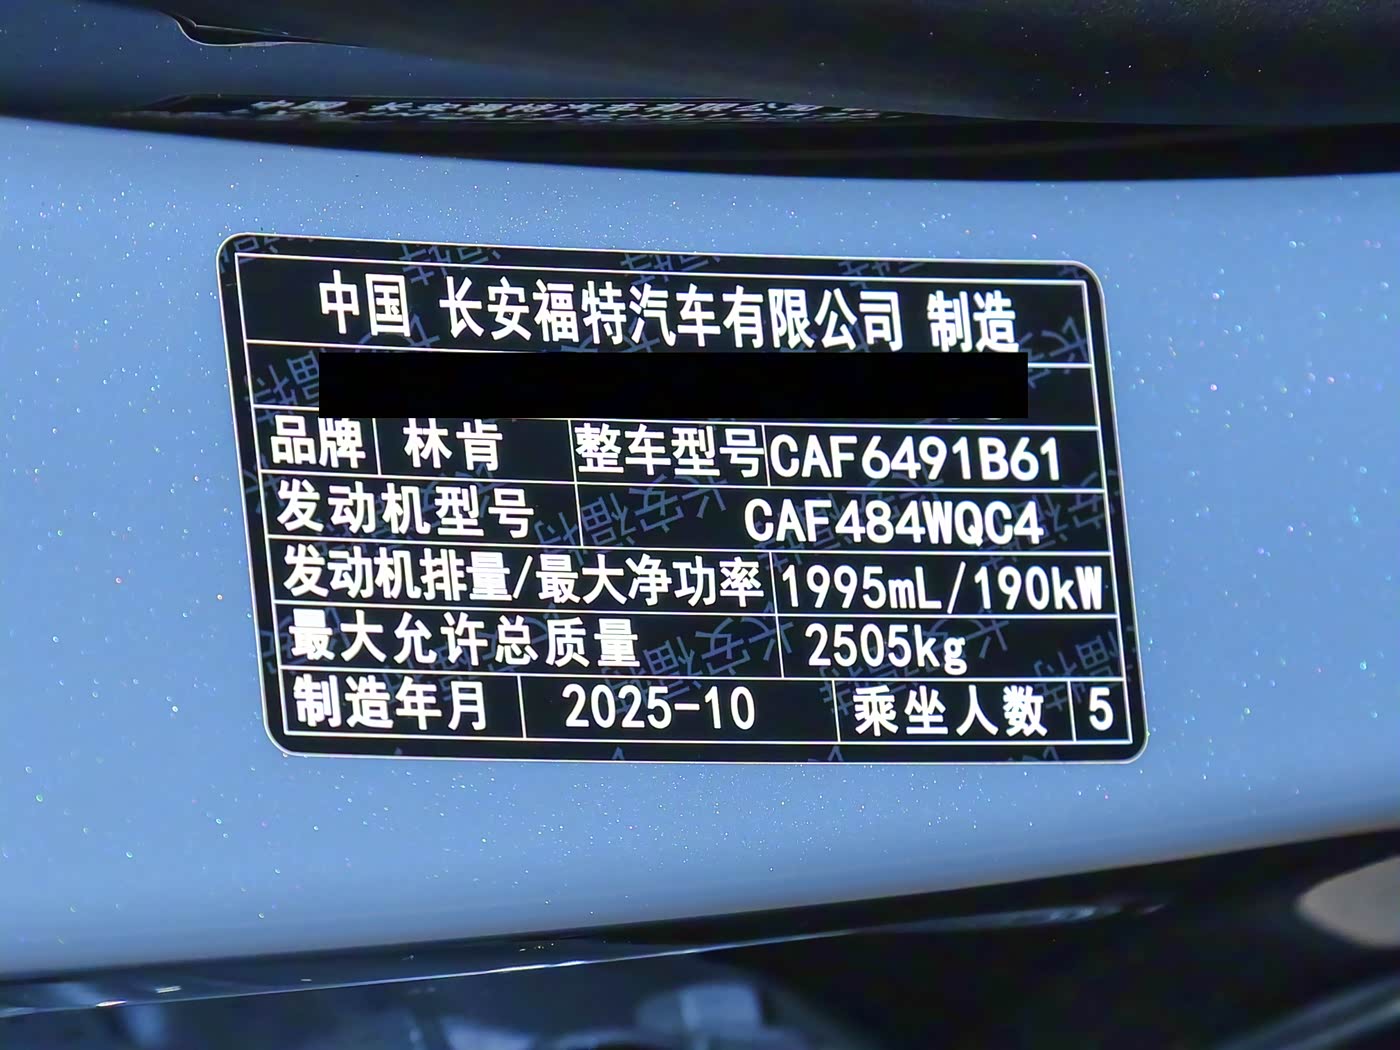 中国 长安福特汽车有限公司 制造
品牌 林肯 整车型号 CAF6491B61
发动机型号 CAF484WQC4
发动机排量/最大净功率 1995mL/190kW
最大允许总质量 2505kg
制造年月 2025-10 乘坐人数 5